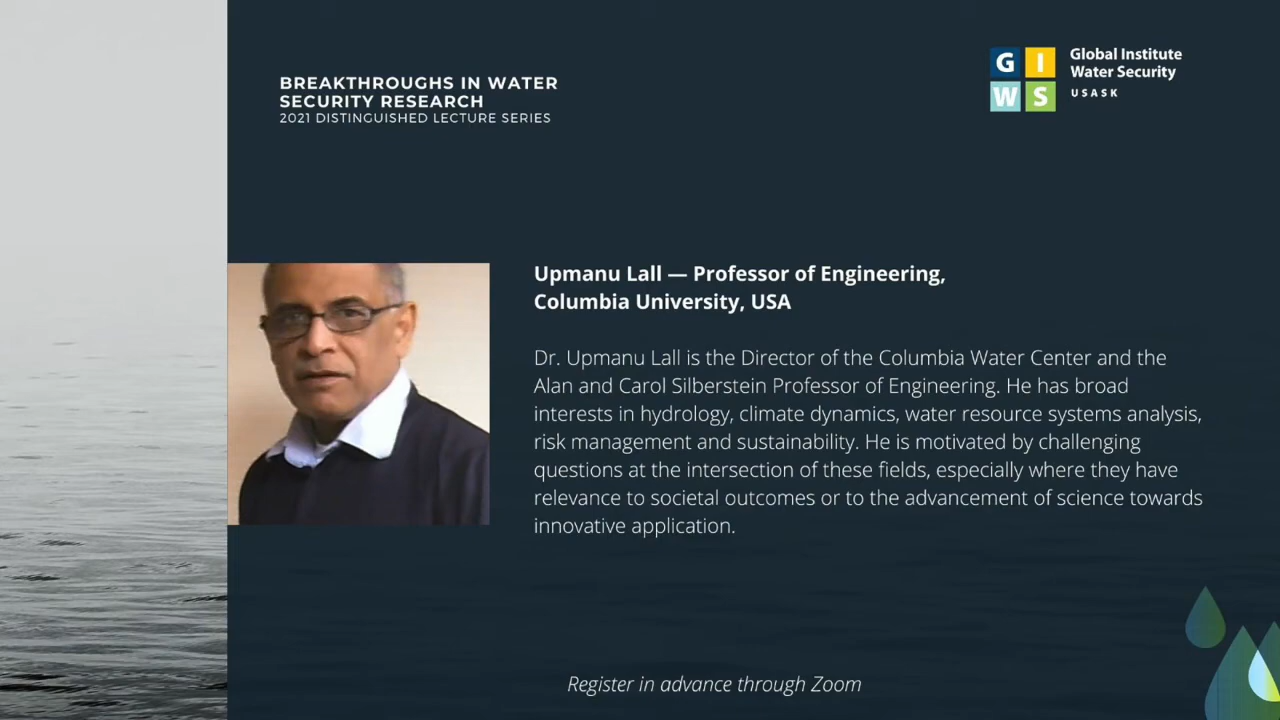 BREAKTHROUGHS IN WATER
SECURITY RESEARCH
2021 DISTINGUISHED LECTURE SERIES
G I
W S
Global Institute
Water Security
USASK
Upmanu Lall — Professor of Engineering,
Columbia University, USA
Dr. Upmanu Lall is the Director of the Columbia Water Center and the
Alan and Carol Silberstein Professor of Engineering. He has broad
interests in hydrology, climate dynamics, water resource systems analysis,
risk management and sustainability. He is motivated by challenging
questions at the intersection of these fields, especially where they have
relevance to societal outcomes or to the advancement of science towards
innovative application.
Register in advance through Zoom